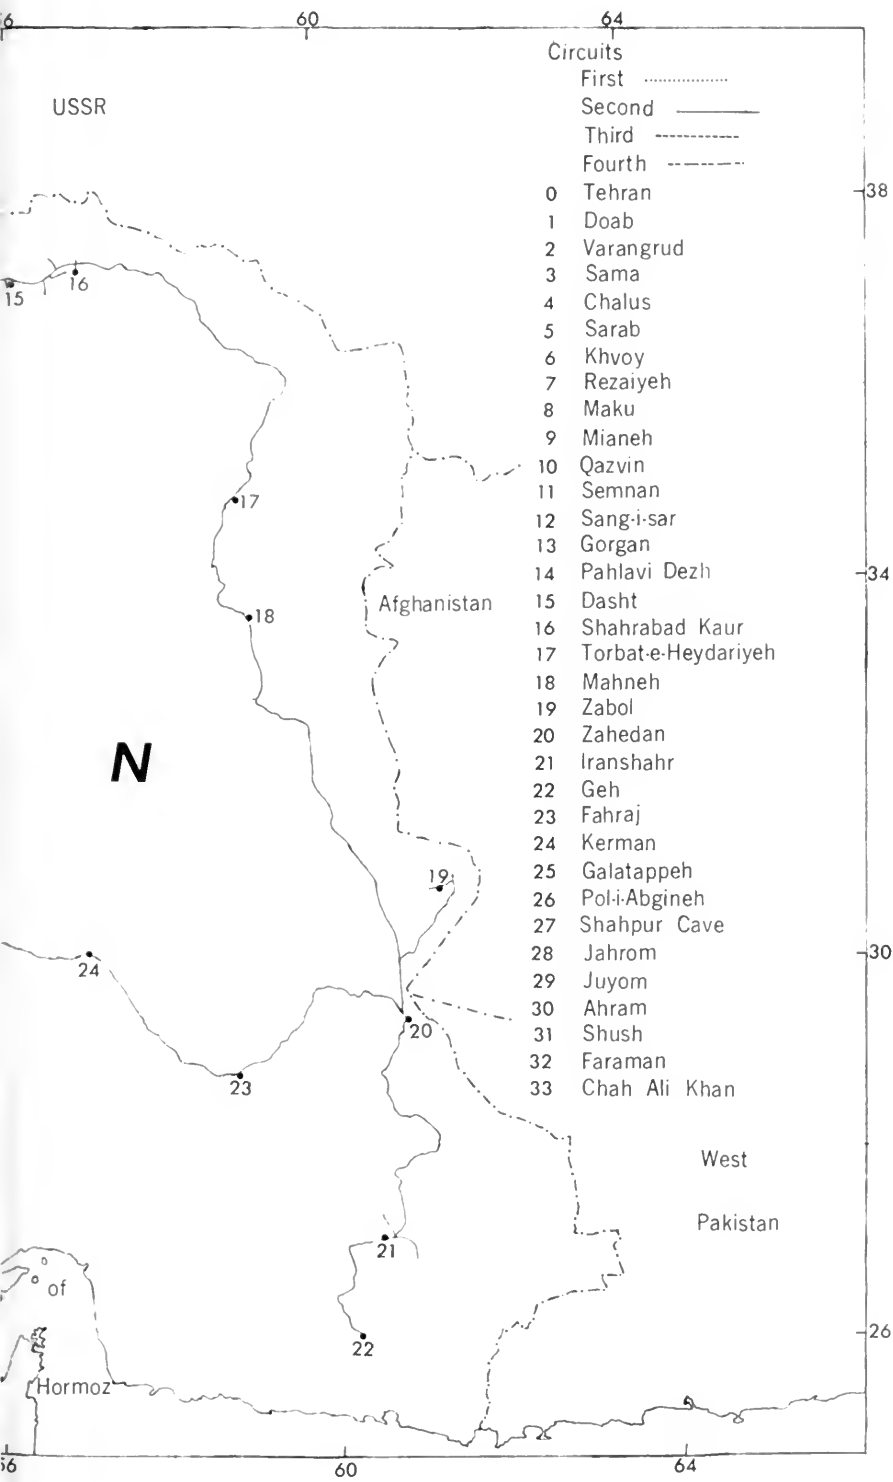 56 60 64
Circuits
First
USSR
Second
Third
Fourth
0 Tehran
38
1 Doab
2 Varangrud
3 Sama
16
15
4 Chalus
5 Sarab
6 Khvoy
7 Rezaiyeh
8 Maku
9 Mianeh
10 Qazvin
11 Semnan
17
12 Sang-i-sar
13 Gorgan
14 Pahlavi Dezh
34
15 Dasht
Afghanistan
18
16 Shahrabad Kaur
17 Torbat-e-Heydariyeh
18 Mahneh
19 Zabol
20 Zahedan
N
21 Iranshahr
22 Geh
23 Fahraj
24 Kerman
25 Galatappeh
19
26 Pol-i-Abgineh
27 Shahpur Cave
28 Jahrom
30
24
29 Juyom
30 Ahram
20
31 Shush
32 Faraman
23
33 Chah Ali Khan
West
Pakistan
21
of
26
22
Hormoz
56 60 64